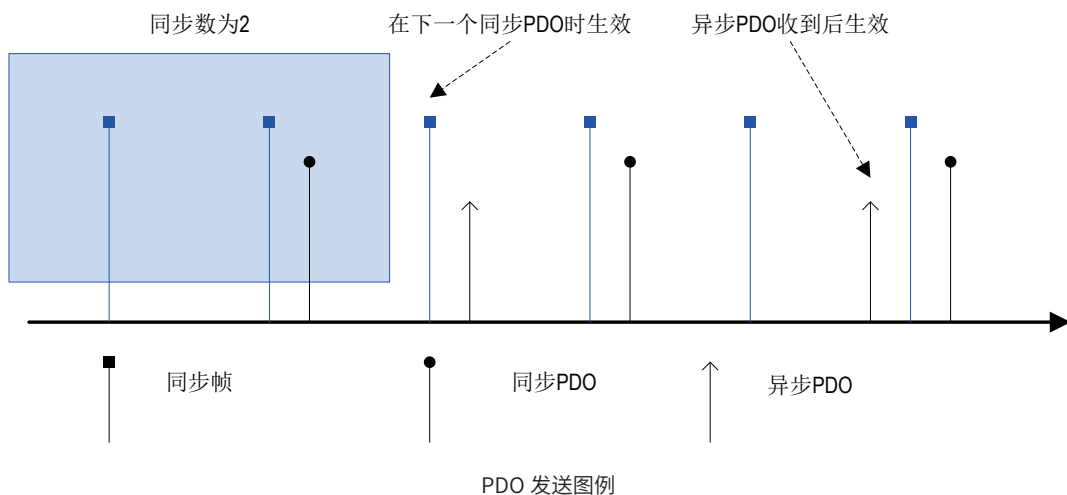 同步数为2
在下一个同步PDO时生效
异步PDO收到后生效
同步帧
同步PDO
异步PDO
PDO 发送图例